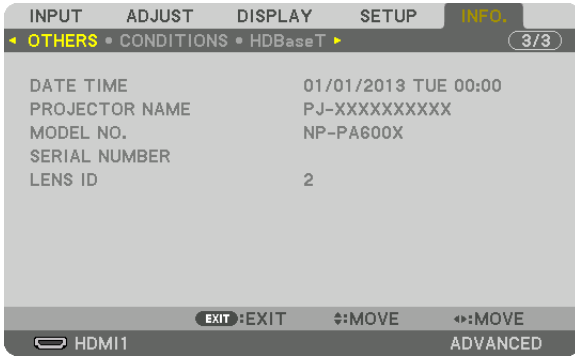 INPUT ADJUST DISPLAY SETUP INFO.
OTHERS • CONDITIONS • HDBaseT 3/3
DATE TIME 01/01/2013 TUE 00:00
PROJECTOR NAME PJ-XXXXXXXXXX
MODEL NO. NP-PA600X
SERIAL NUMBER
LENS ID 2
EXIT :EXIT :MOVE :MOVE
HDMI1 ADVANCED